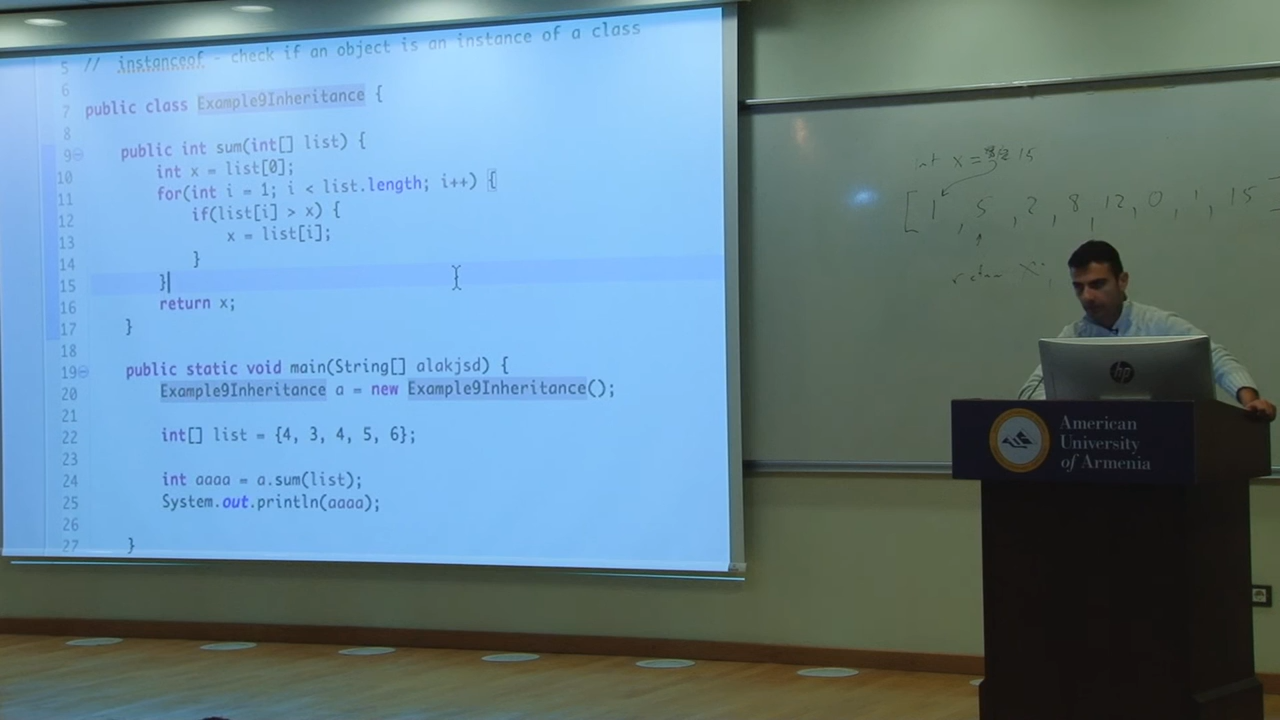 5 // instanceof - check if an object is an instance of a class
6
7 public class Example9Inheritance {
8
9 public int sum(int[] list) {
10 int x = list[0];
11 for(int i = 1; i < list.length; i++) {
12 if(list[i] > x) {
13 x = list[i];
14 }
15 }
16 return x;
17 }
18
19 public static void main(String[] alakjsd) {
20 Example9Inheritance a = new Example9Inheritance();
21
22 int[] list = {4, 3, 4, 5, 6};
23
24 int aaaa = a.sum(list);
25 System.out.println(aaaa);
26
27 }
int x = 15
[1, 5, 2, 8, 12, 0, 1, 15]
return x;
hp
American
University
of Armenia